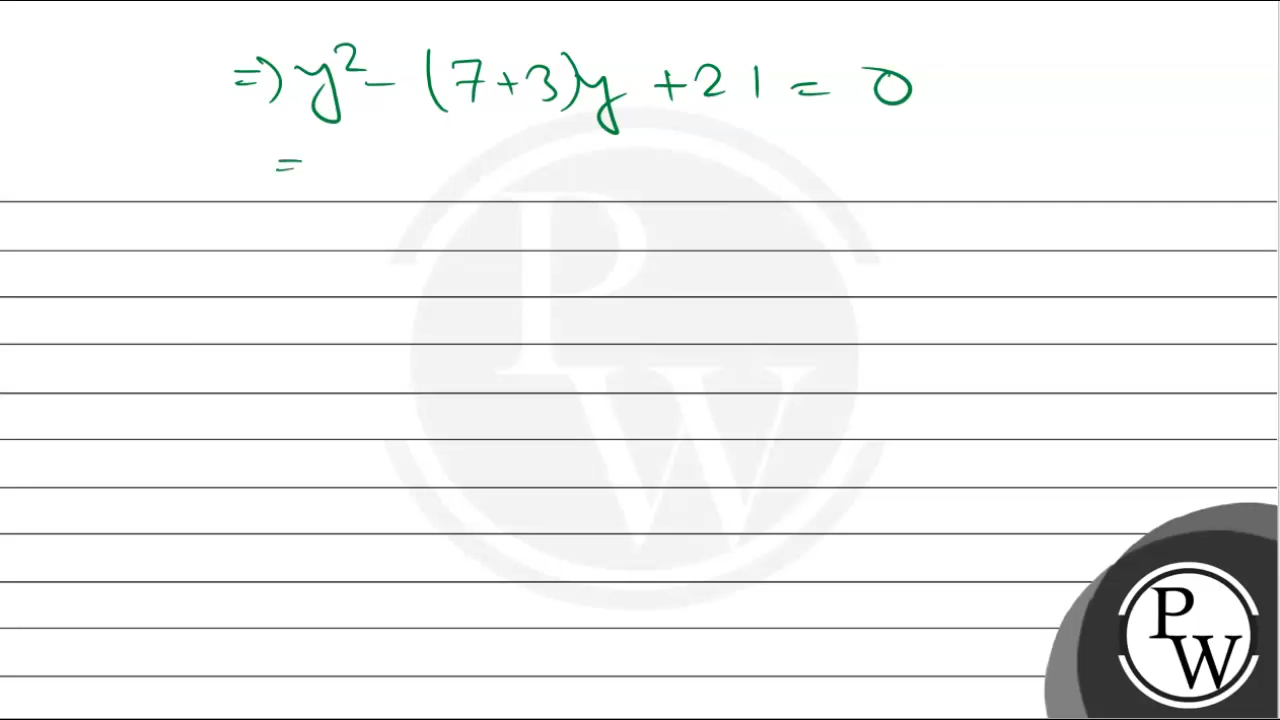 ⇒ y² - (7+3)y + 21 = 0
=
P
W
P
W